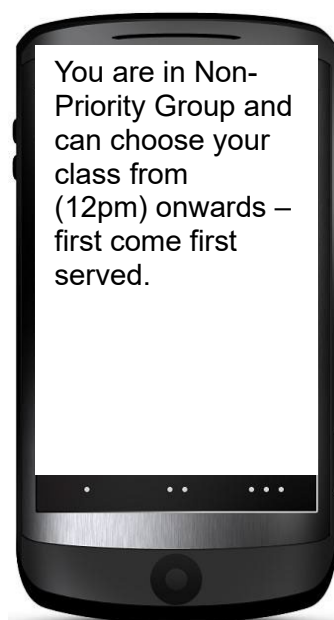 You are in Non-
Priority Group and
can choose your
class from
(12pm) onwards –
first come first
served.